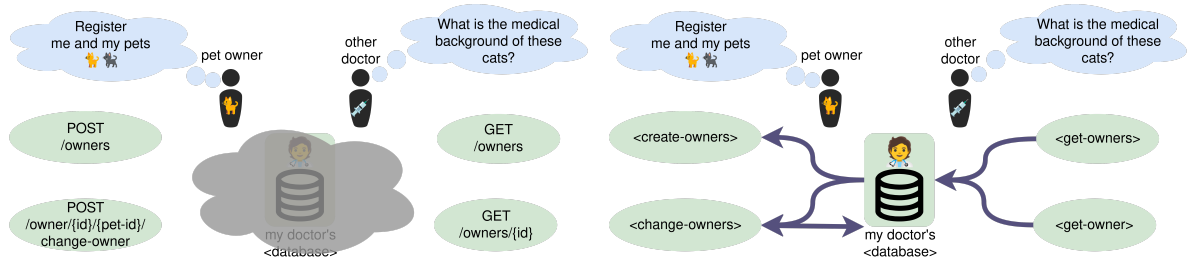 Register
me and my pets
pet owner
other
doctor
What is the medical
background of these
cats?
POST
/owners
GET
/owners
POST
/owner/{id}/{pet-id}/
change-owner
GET
/owners/{id}
my doctor's
<database>
Register
me and my pets
pet owner
other
doctor
What is the medical
background of these
cats?
<create-owners>
<get-owners>
<change-owners>
<get-owner>
my doctor's
<database>